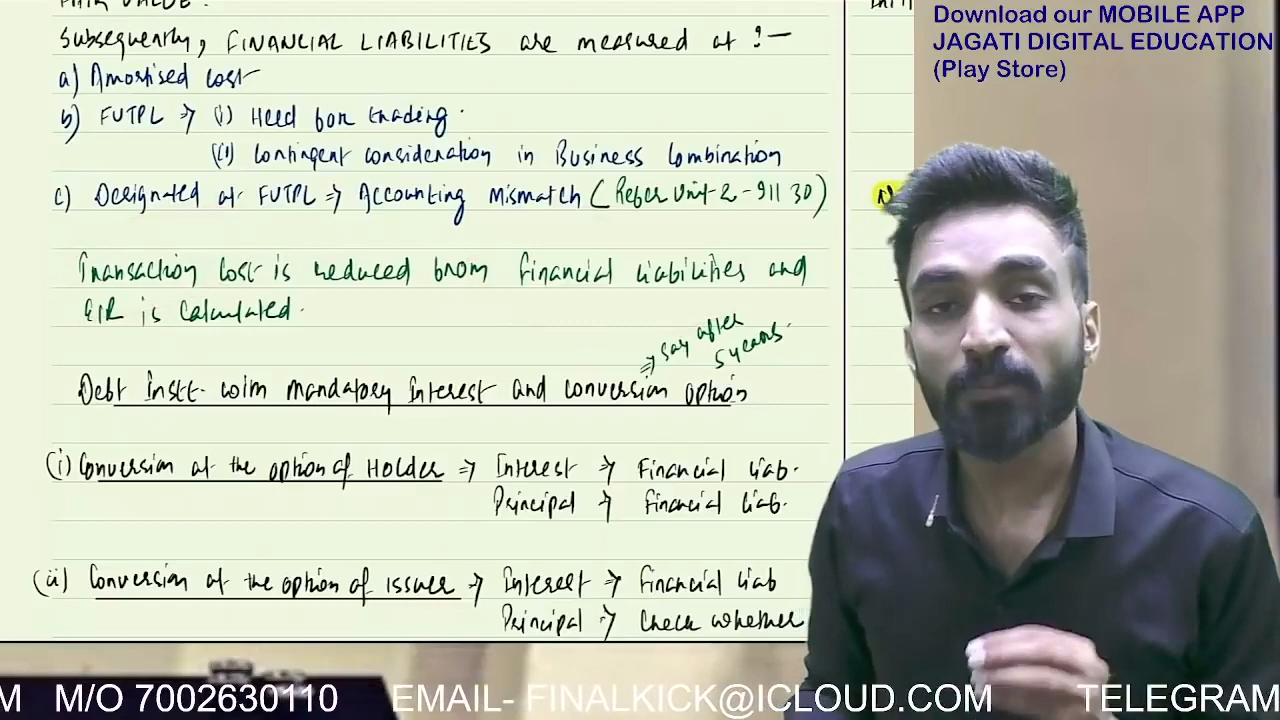 FAIR VALUE.
Subsequently, FINANCIAL LIABILITIES are measured at :-
a) Amortised cost
b) FVTPL ⇒ (i) Held for trading.
(ii) Contingent consideration in Business Combination
c) Designated at FVTPL ⇒ Accounting Mismatch (Refer Unit-2-
Transaction cost is reduced from financial liabilities and
EIR is calculated.
⇒ say after
5 years.
Debt Instt. with mandatory Interest and conversion option
(i) Conversion at the option of Holder ⇒ Interest ⇒ Financial liab.
Principal ⇒ Financial liab.
(ii) Conversion at the option of issuer ⇒ Interest ⇒ Financial liab
Principal ⇒ Check whether
Download our MOBILE APP
JAGATI DIGITAL EDUCATION
(Play Store)
M M/O 7002630110 EMAIL- FINALKICK@ICLOUD.COM TELEGRAM